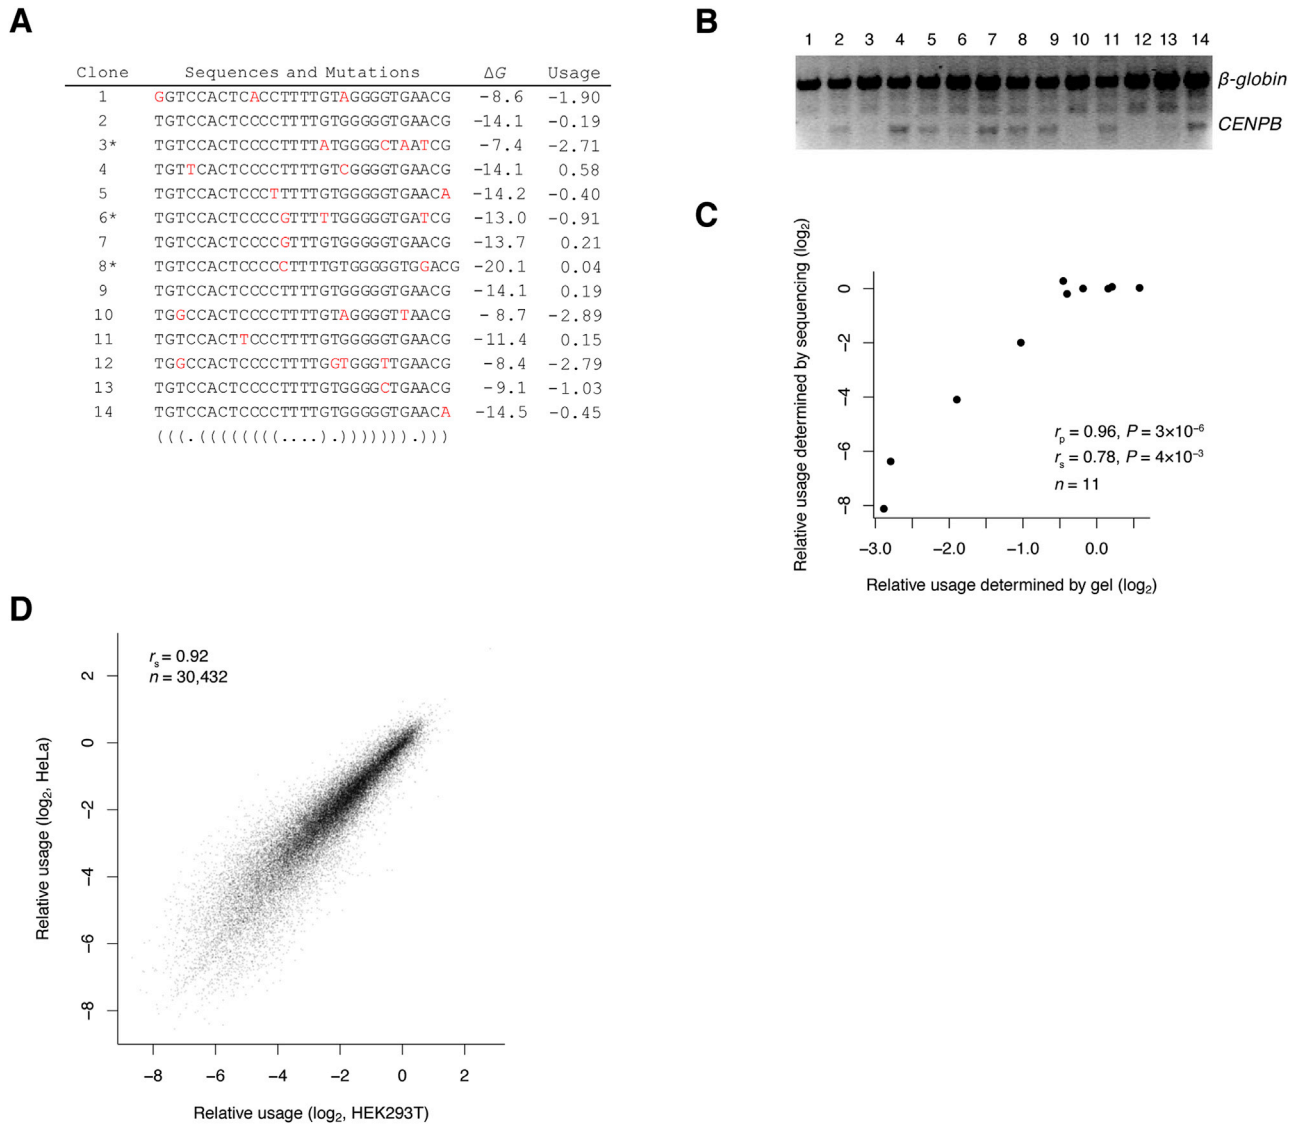 A
Clone Sequences and Mutations ΔG Usage
1 GGTCCACTCACCTTTTGTAGGGGTGAACG -8.6 -1.90
2 TGTCCACTCCCCTTTTGTGGGGGTGAACG -14.1 -0.19
3* TGTCCACTCCCCTTTTATGGGGCTAATCG -7.4 -2.71
4 TGTTCACTCCCCTTTTGTCGGGGTGAACG -14.1 0.58
5 TGTCCACTCCCTTTTTGTGGGGGTGAACA -14.2 -0.40
6* TGTCCACTCCCCGTTTTTGGGGGTGATCG -13.0 -0.91
7 TGTCCACTCCCCGTTTGTGGGGGTGAACG -13.7 0.21
8* TGTCCACTCCCCCTTTTGTGGGGGTGGACG -20.1 0.04
9 TGTCCACTCCCCTTTTGTGGGGGTGAACG -14.1 0.19
10 TGGCCACTCCCCTTTTGTAGGGGTTAACG -8.7 -2.89
11 TGTCCACTTCCCTTTTGTGGGGGTGAACG -11.4 0.15
12 TGGCCACTCCCCTTTTGGTGGGTTGAACG -8.4 -2.79
13 TGTCCACTCCCCTTTTGTGGGGCTGAACG -9.1 -1.03
14 TGTCCACTCCCCTTTTGTGGGGGTGAACA -14.5 -0.45
(((.((((((((....).))))))).)))
B
1 2 3 4 5 6 7 8 9 10 11 12 13 14
β-globin
CENPB
C
Relative usage determined by sequencing (log2)
0
-2
-4
-6
-8
rp = 0.96, P = 3×10−6
rs = 0.78, P = 4×10−3
n = 11
-3.0 -2.0 -1.0 0.0
Relative usage determined by gel (log2)
D
rs = 0.92
n = 30,432
Relative usage (log2, HeLa)
2
0
-2
-4
-6
-8
-8 -6 -4 -2 0 2
Relative usage (log2, HEK293T)